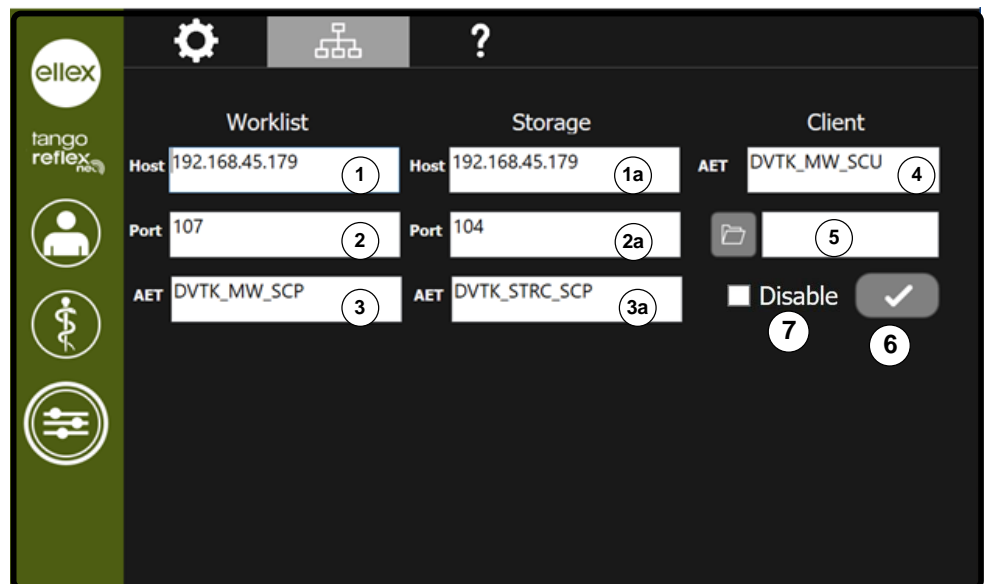 ellex
tango
reflex
neo
?
Worklist
Storage
Client
Host 192.168.45.179 1
Host 192.168.45.179 1a
AET DVTK_MW_SCU 4
Port 107 2
Port 104 2a
5
AET DVTK_MW_SCP 3
AET DVTK_STRC_SCP 3a
Disable
7
6